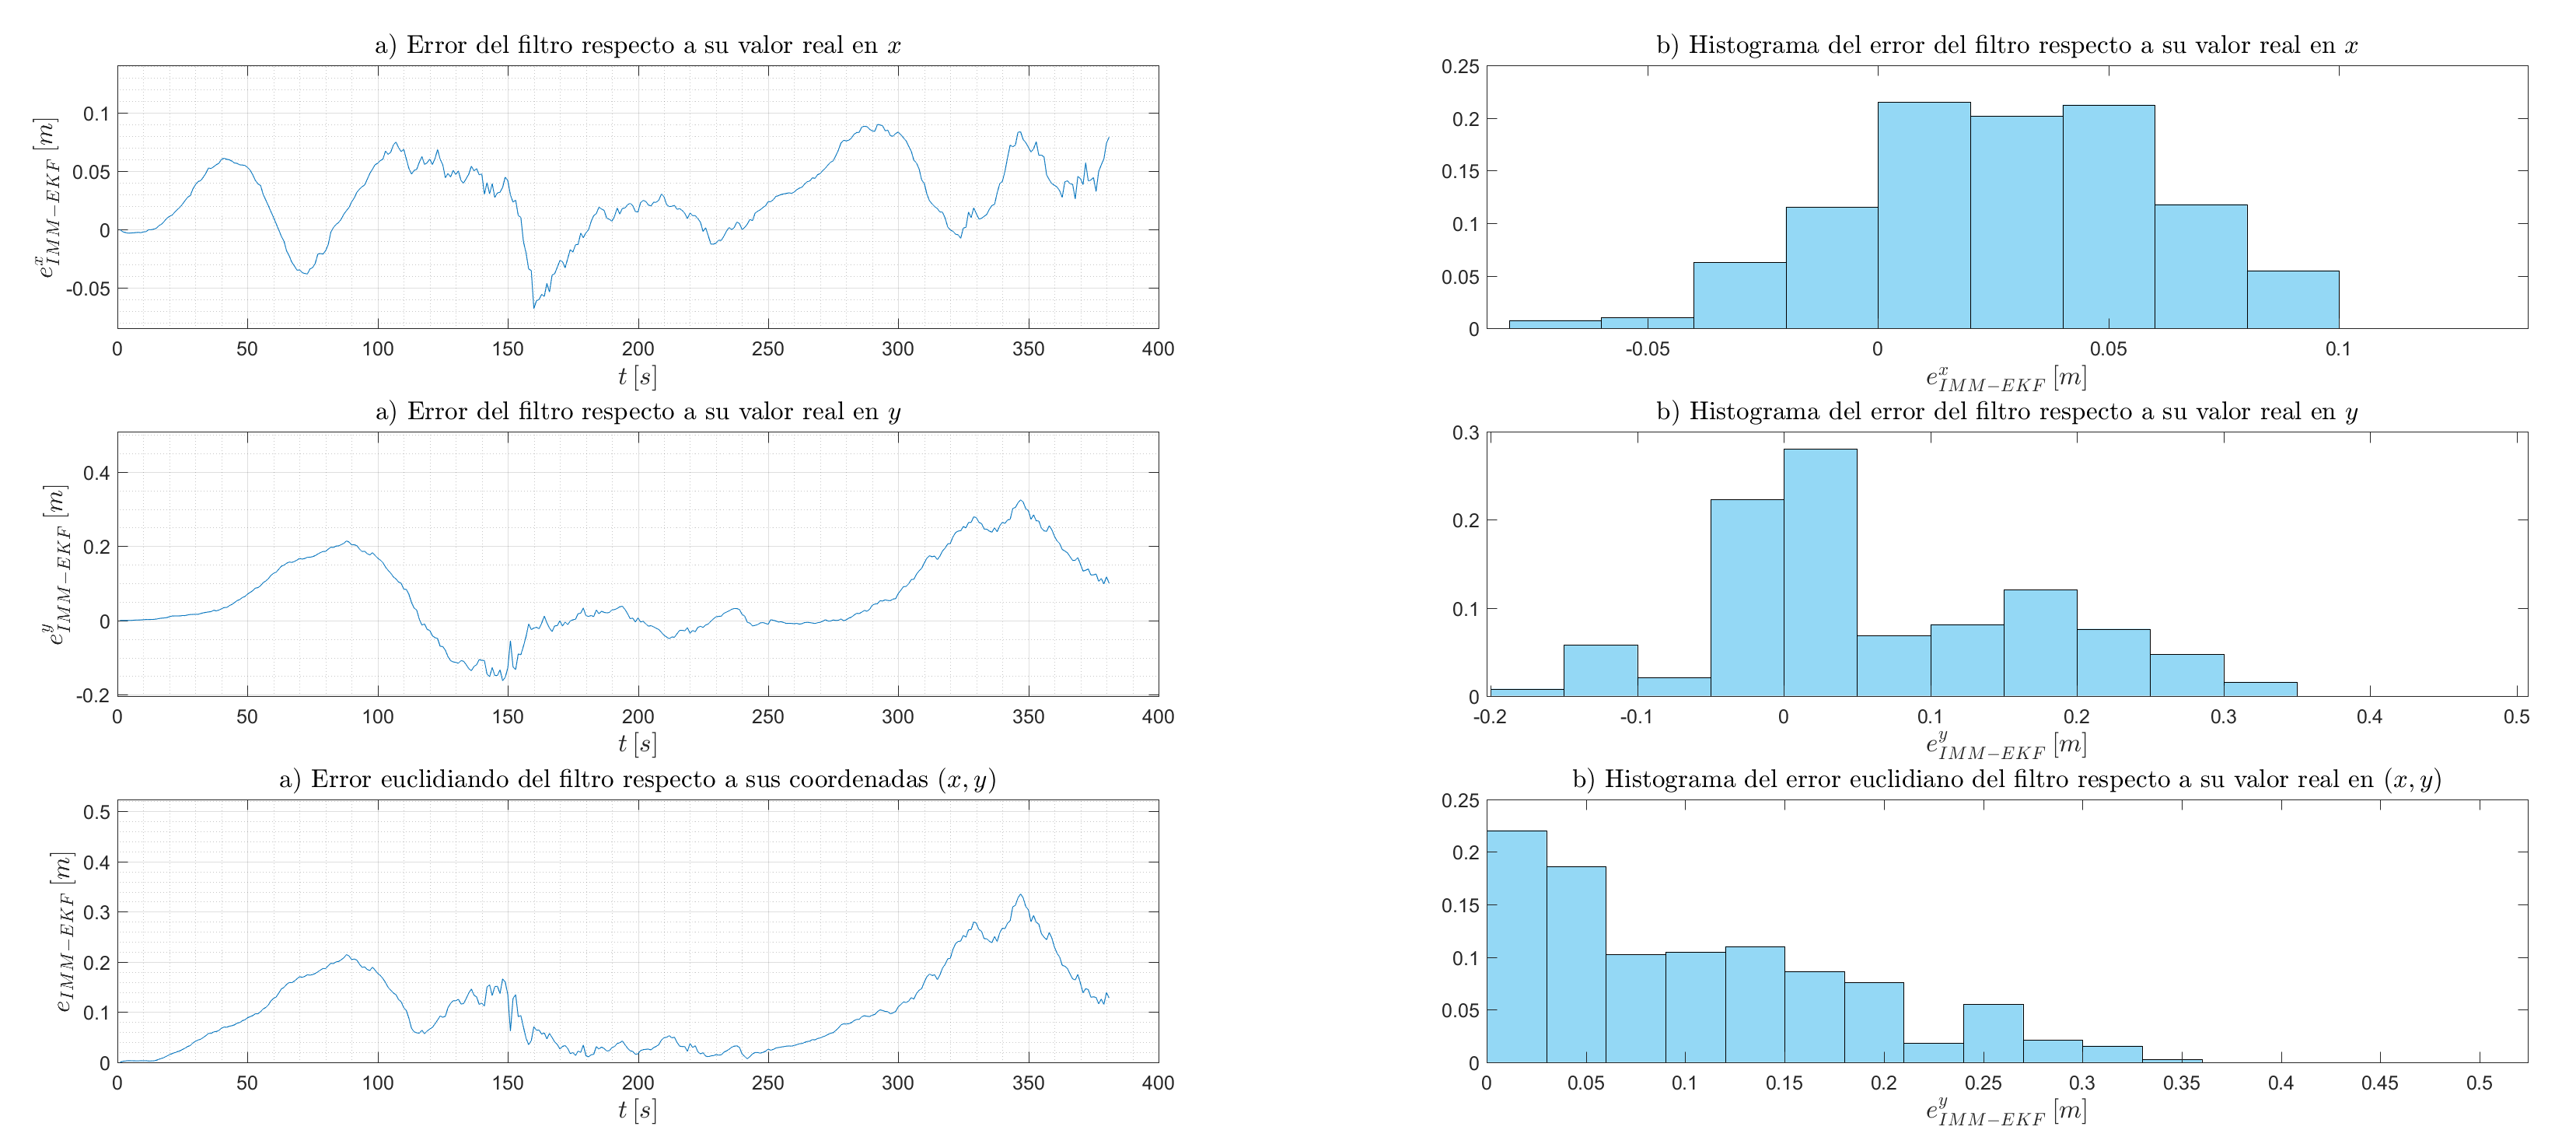 a) Error del filtro respecto a su valor real en x
0.1
0.05
0
-0.05
e^x_{IMM-EKF} [m]
0 50 100 150 200 250 300 350 400
t [s]
b) Histograma del error del filtro respecto a su valor real en x
0.25
0.2
0.15
0.1
0.05
0
-0.05 0 0.05 0.1
e^x_{IMM-EKF} [m]
a) Error del filtro respecto a su valor real en y
0.4
0.2
0
-0.2
e^y_{IMM-EKF} [m]
0 50 100 150 200 250 300 350 400
t [s]
b) Histograma del error del filtro respecto a su valor real en y
0.3
0.2
0.1
0
-0.2 -0.1 0 0.1 0.2 0.3 0.4 0.5
e^y_{IMM-EKF} [m]
a) Error euclidiando del filtro respecto a sus coordenadas (x, y)
0.5
0.4
0.3
0.2
0.1
0
e_{IMM-EKF} [m]
0 50 100 150 200 250 300 350 400
t [s]
b) Histograma del error euclidiano del filtro respecto a su valor real en (x, y)
0.25
0.2
0.15
0.1
0.05
0
0 0.05 0.1 0.15 0.2 0.25 0.3 0.35 0.4 0.45 0.5
e^y_{IMM-EKF} [m]